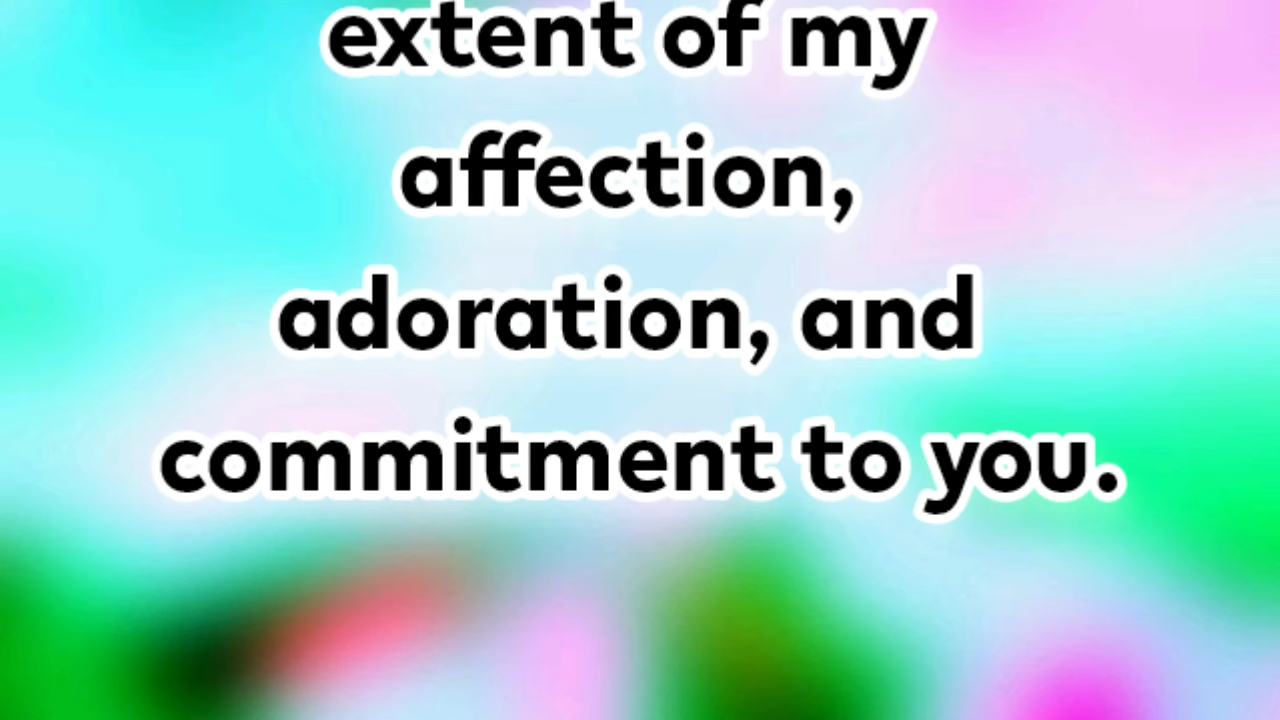 extent of my
affection,
adoration, and
commitment to you.